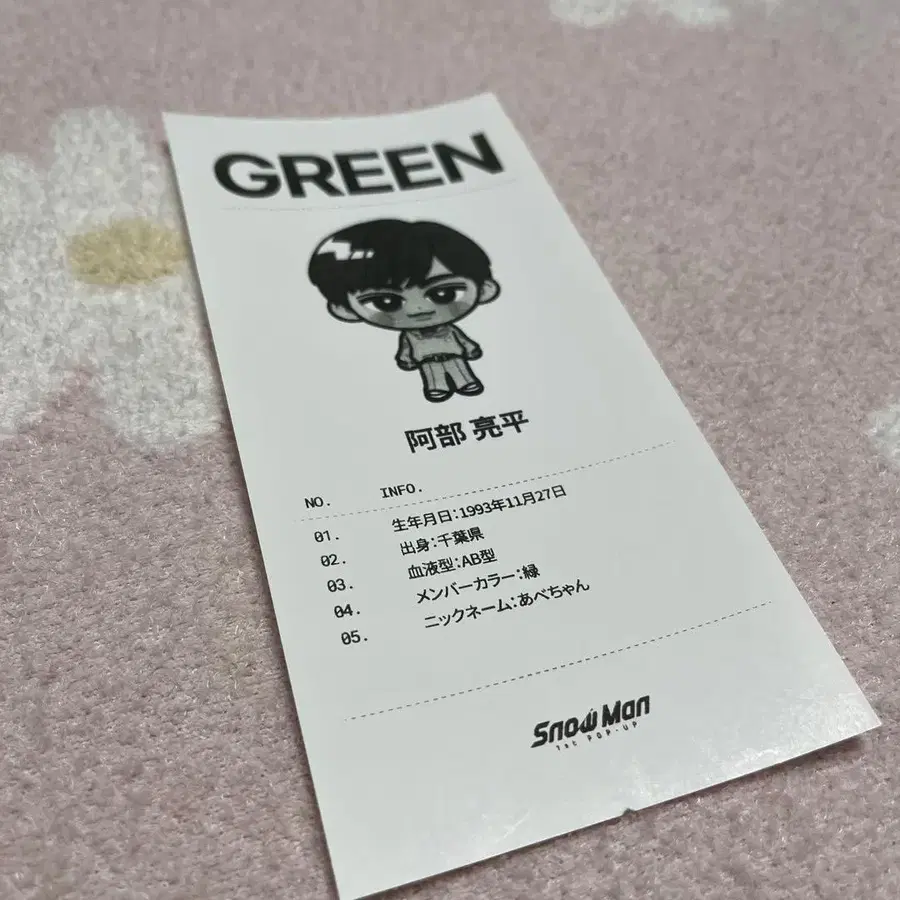 GREEN
阿部 亮平
NO. INFO.
01. 生年月日:1993年11月27日
02. 出身:千葉県
03. 血液型:AB型
04. メンバーカラー:緑
05. ニックネーム:あべちゃん
Snow Man
1st POP-UP